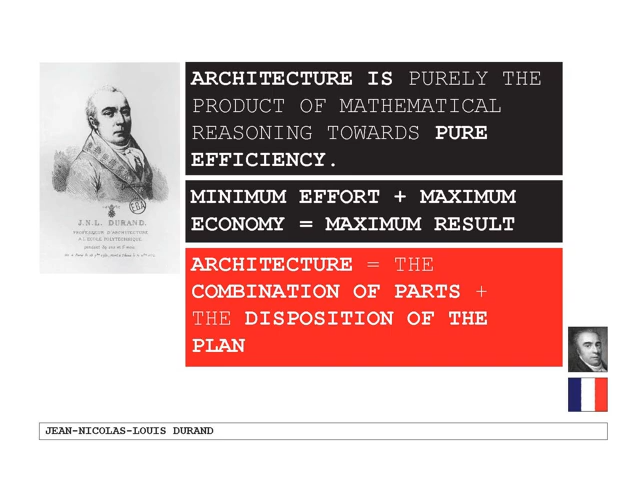 ARCHITECTURE IS PURELY THE
PRODUCT OF MATHEMATICAL
REASONING TOWARDS PURE
EFFICIENCY.
MINIMUM EFFORT + MAXIMUM
ECONOMY = MAXIMUM RESULT
ARCHITECTURE = THE
COMBINATION OF PARTS +
THE DISPOSITION OF THE
PLAN
J.N.L. DURAND.
PROFESSEUR D'ARCHITECTURE
A L'ECOLE POLYTECHNIQUE.
JEAN-NICOLAS-LOUIS DURAND